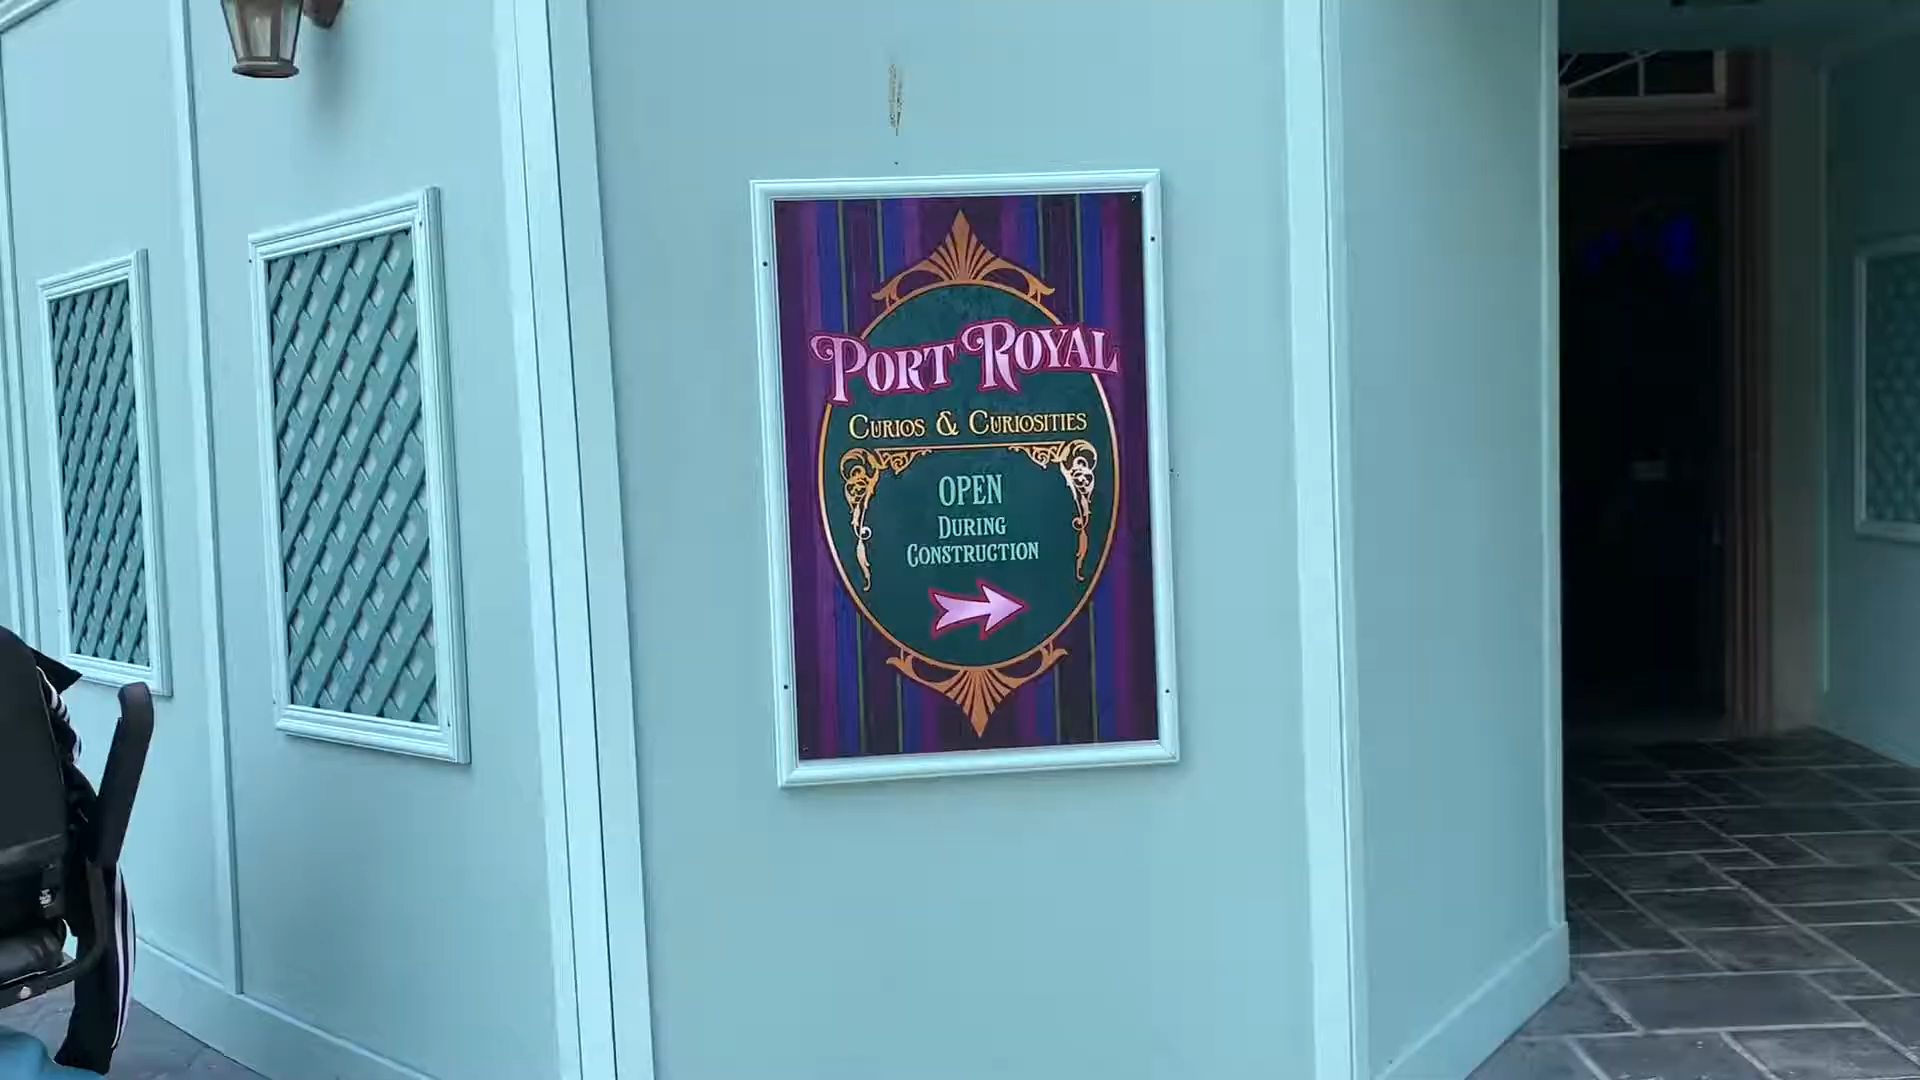 Port Royal
Curios & Curiosities
OPEN
During
Construction